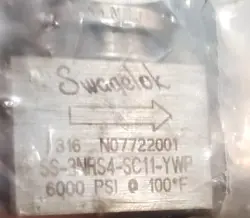 Swagelok
316 N07722001
SS-3NRS4-SC11-YWP
6000 PSI @ 100°F